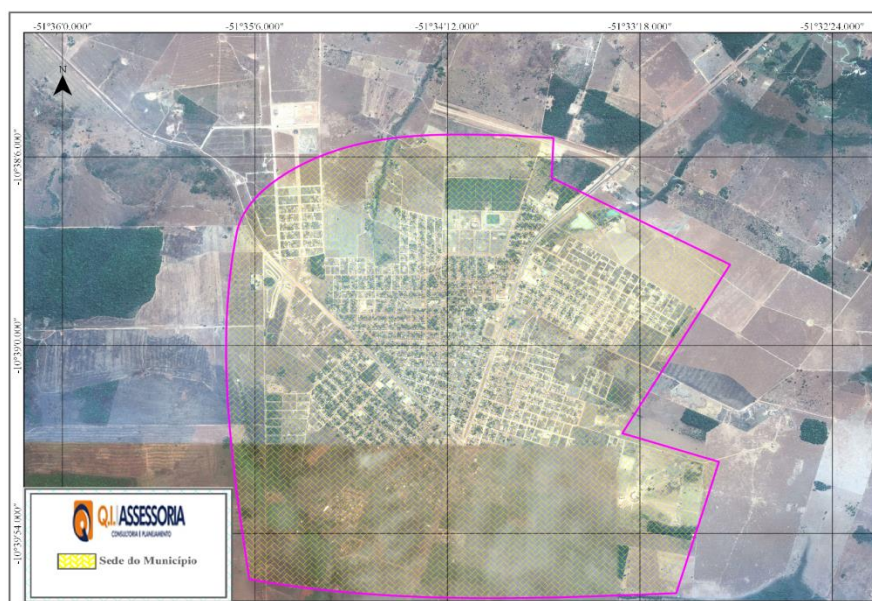 -51°36'0.000" -51°35'6.000" -51°34'12.000" -51°33'18.000" -51°32'24.000"
N
-10°38'6.000"
-10°39'0.000"
-10°39'54.000"
Q.I. ASSESSORIA
CONSULTORIA E PLANEJAMENTO
Sede do Município